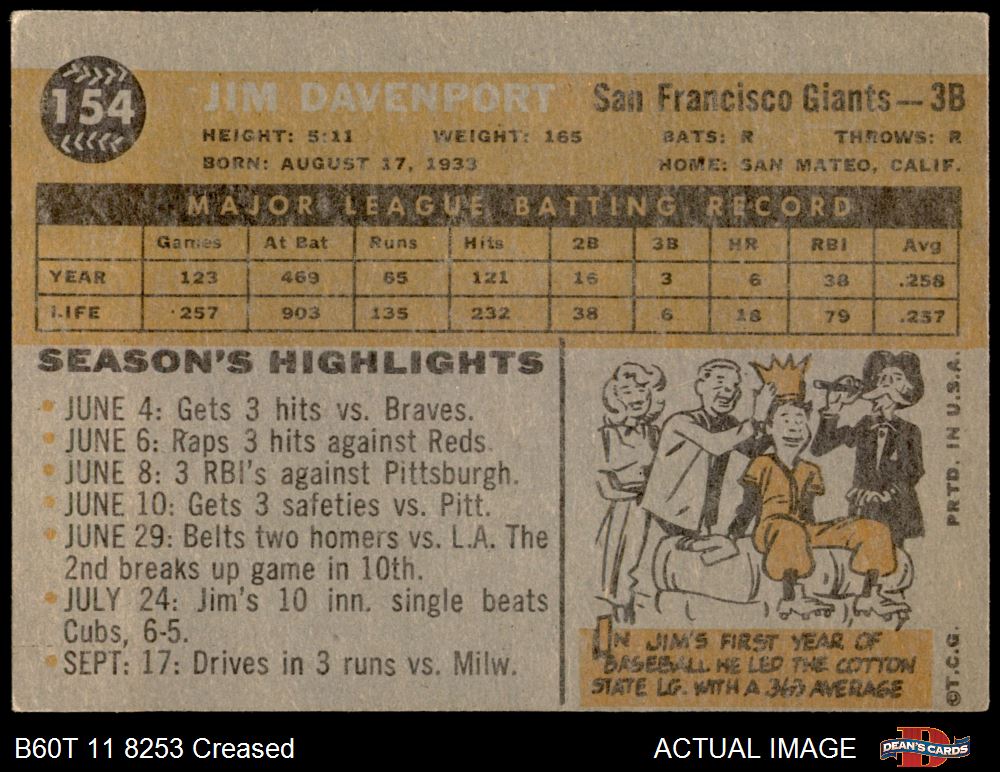 154
JIM DAVENPORT San Francisco Giants—3B
HEIGHT: 5:11 WEIGHT: 165 BATS: R THROWS: R
BORN: AUGUST 17, 1933 HOME: SAN MATEO, CALIF.
MAJOR LEAGUE BATTING RECORD
Games At Bat Runs Hits 2B 3B HR RBI Avg
YEAR 123 469 65 121 16 3 6 38 .258
LIFE 257 903 135 232 38 6 18 79 .257
SEASON'S HIGHLIGHTS
• JUNE 4: Gets 3 hits vs. Braves.
• JUNE 6: Raps 3 hits against Reds.
• JUNE 8: 3 RBI's against Pittsburgh.
• JUNE 10: Gets 3 safeties vs. Pitt.
• JUNE 29: Belts two homers vs. L.A. The
2nd breaks up game in 10th.
• JULY 24: Jim's 10 inn. single beats
Cubs, 6-5.
• SEPT: 17: Drives in 3 runs vs. Milw.
IN JIM'S FIRST YEAR OF
BASEBALL HE LED THE COTTON
STATE LG. WITH A .363 AVERAGE
©T.C.G. PRTD. IN U.S.A.
B60T 11 8253 Creased
ACTUAL IMAGE
DEAN'S CARDS